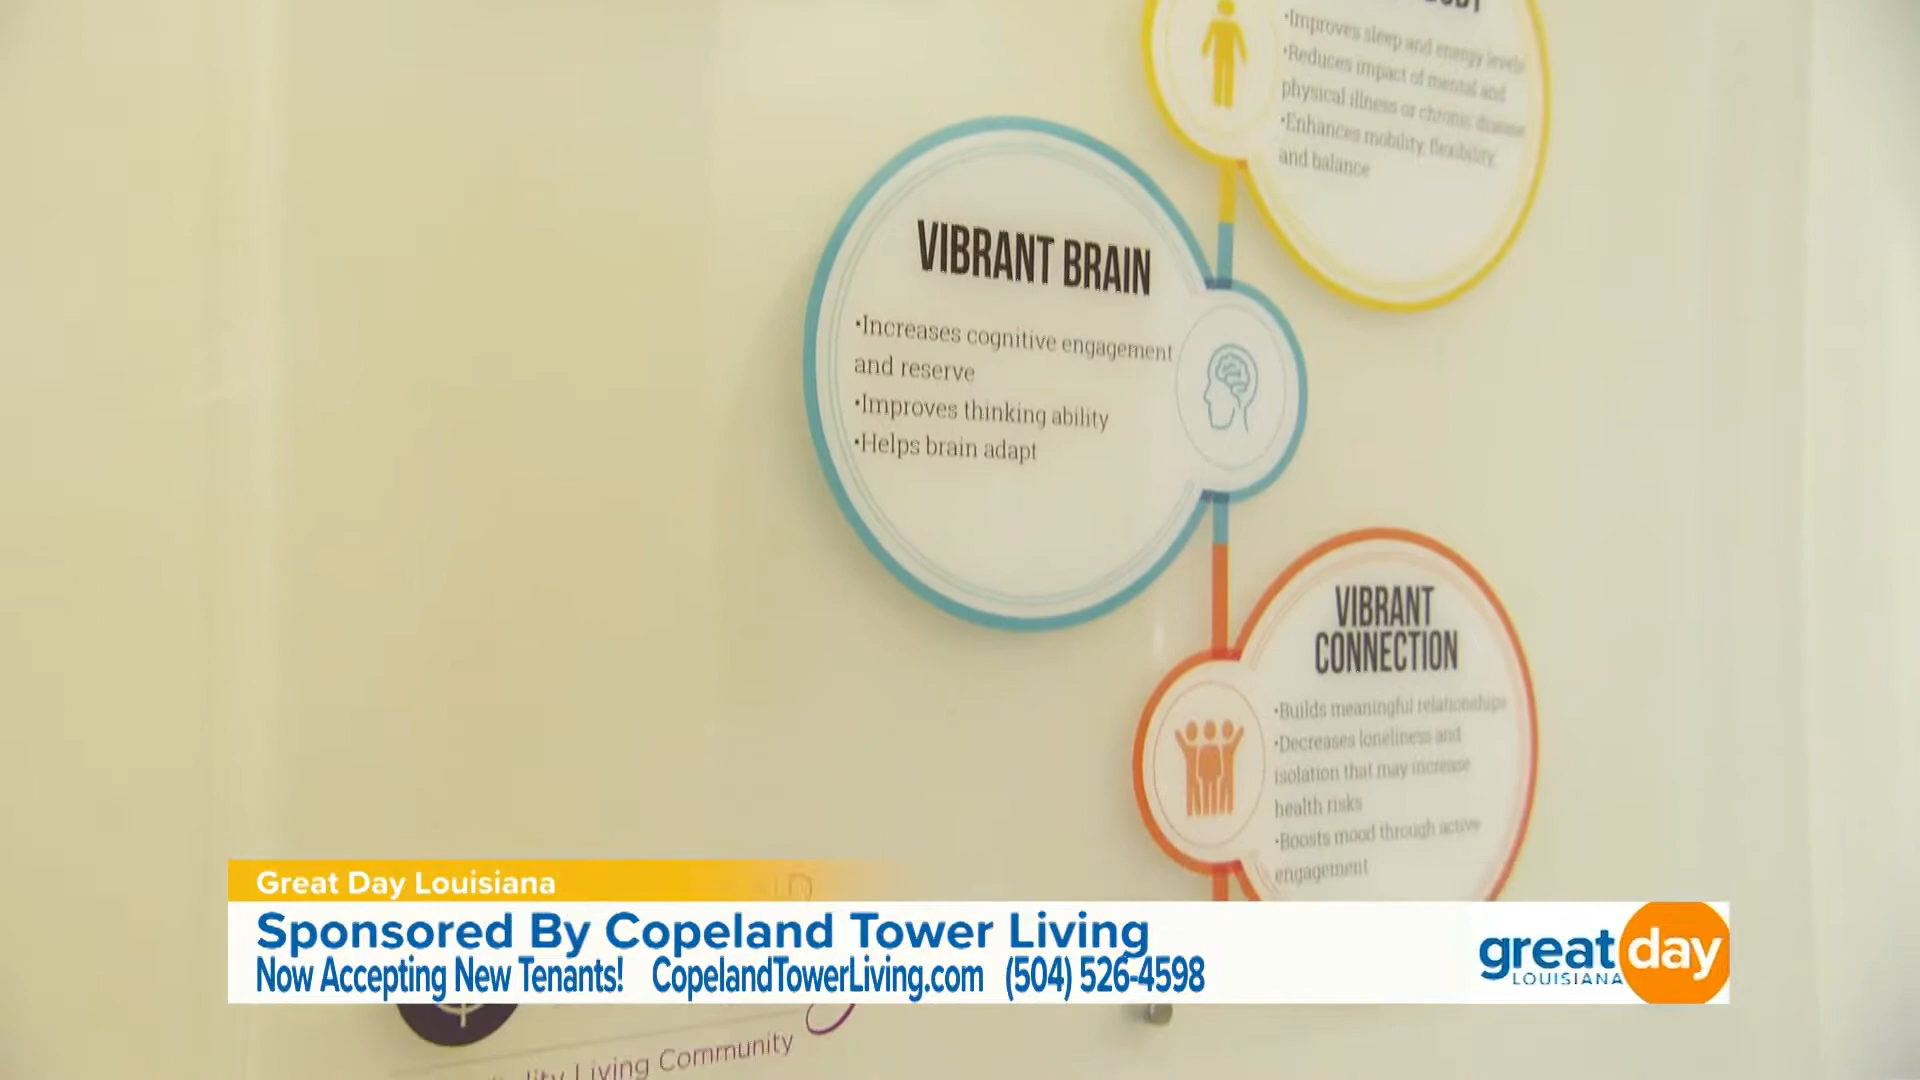 •Improves sleep and energy levels
•Reduces impact of mental and
physical illness or chronic disease
•Enhances mobility, flexibility,
and balance
VIBRANT BRAIN
•Increases cognitive engagement
and reserve
•Improves thinking ability
•Helps brain adapt
VIBRANT
CONNECTION
•Builds meaningful relationships
•Decreases loneliness and
isolation that may increase
health risks
•Boosts mood through active
engagement
Great Day Louisiana
Sponsored By Copeland Tower Living
Now Accepting New Tenants! CopelandTowerLiving.com (504) 526-4598
great day
LOUISIANA
Living Community